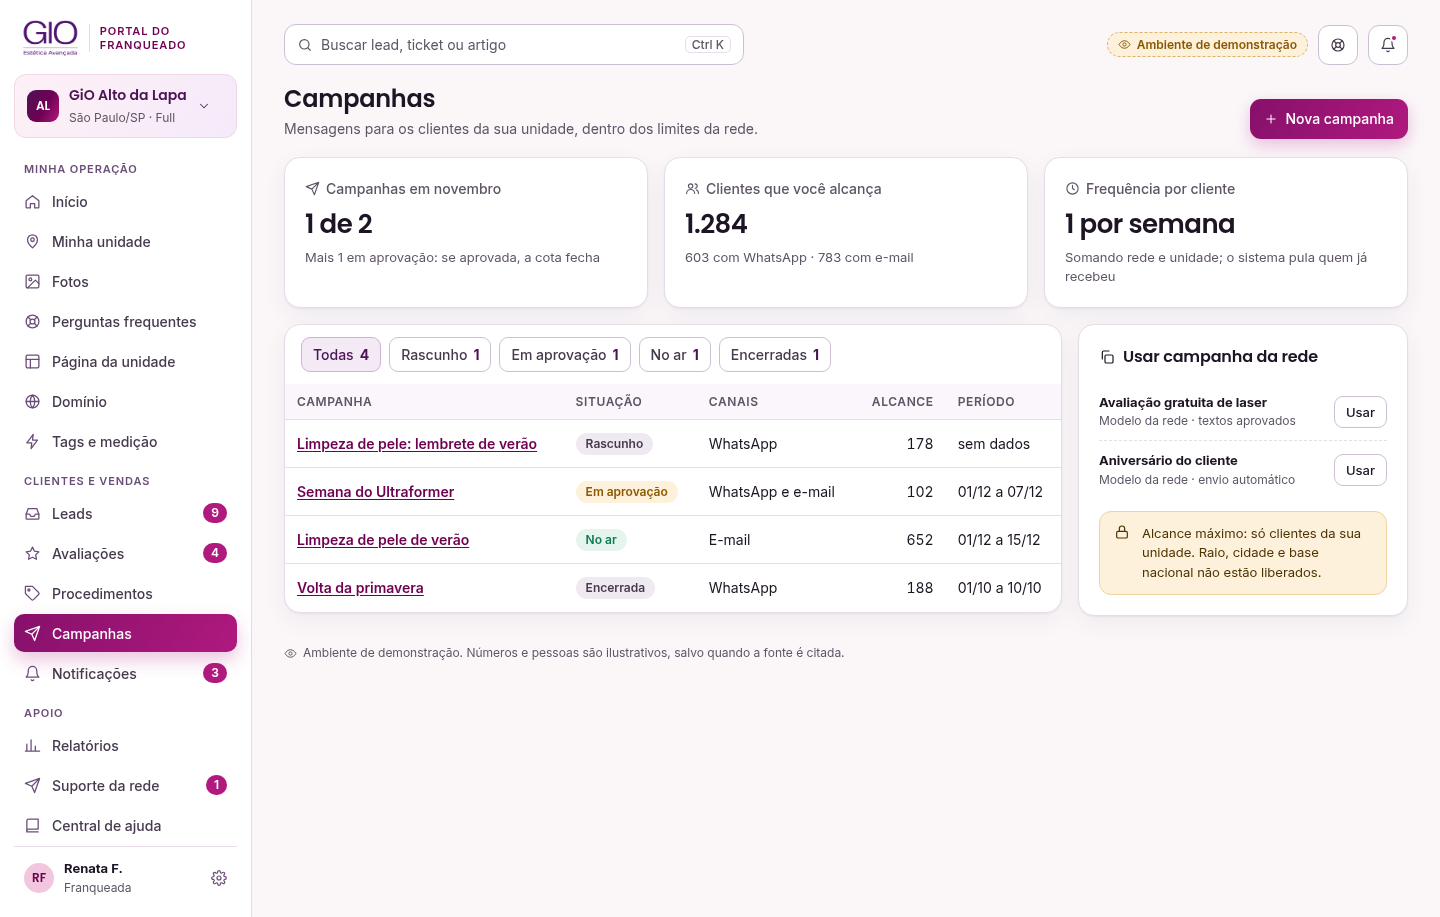 GIO
Estética Avançada
PORTAL DO
FRANQUEADO
AL
GiO Alto da Lapa
São Paulo/SP · Full
MINHA OPERAÇÃO
Início
Minha unidade
Fotos
Perguntas frequentes
Página da unidade
Domínio
Tags e medição
CLIENTES E VENDAS
Leads 9
Avaliações 4
Procedimentos
Campanhas
Notificações 3
APOIO
Relatórios
Suporte da rede 1
Central de ajuda
RF
Renata F.
Franqueada
Buscar lead, ticket ou artigo Ctrl K
Ambiente de demonstração
Campanhas
Mensagens para os clientes da sua unidade, dentro dos limites da rede.
Nova campanha
Campanhas em novembro
1 de 2
Mais 1 em aprovação: se aprovada, a cota fecha
Clientes que você alcança
1.284
603 com WhatsApp · 783 com e-mail
Frequência por cliente
1 por semana
Somando rede e unidade; o sistema pula quem já
recebeu
Todas 4 Rascunho 1 Em aprovação 1 No ar 1 Encerradas 1
CAMPANHA SITUAÇÃO CANAIS ALCANCE PERÍODO
Limpeza de pele: lembrete de verão Rascunho WhatsApp 178 sem dados
Semana do Ultraformer Em aprovação WhatsApp e e-mail 102 01/12 a 07/12
Limpeza de pele de verão No ar E-mail 652 01/12 a 15/12
Volta da primavera Encerrada WhatsApp 188 01/10 a 10/10
Usar campanha da rede
Avaliação gratuita de laser
Modelo da rede · textos aprovados
Usar
Aniversário do cliente
Modelo da rede · envio automático
Usar
Alcance máximo: só clientes da sua
unidade. Raio, cidade e base
nacional não estão liberados.
Ambiente de demonstração. Números e pessoas são ilustrativos, salvo quando a fonte é citada.